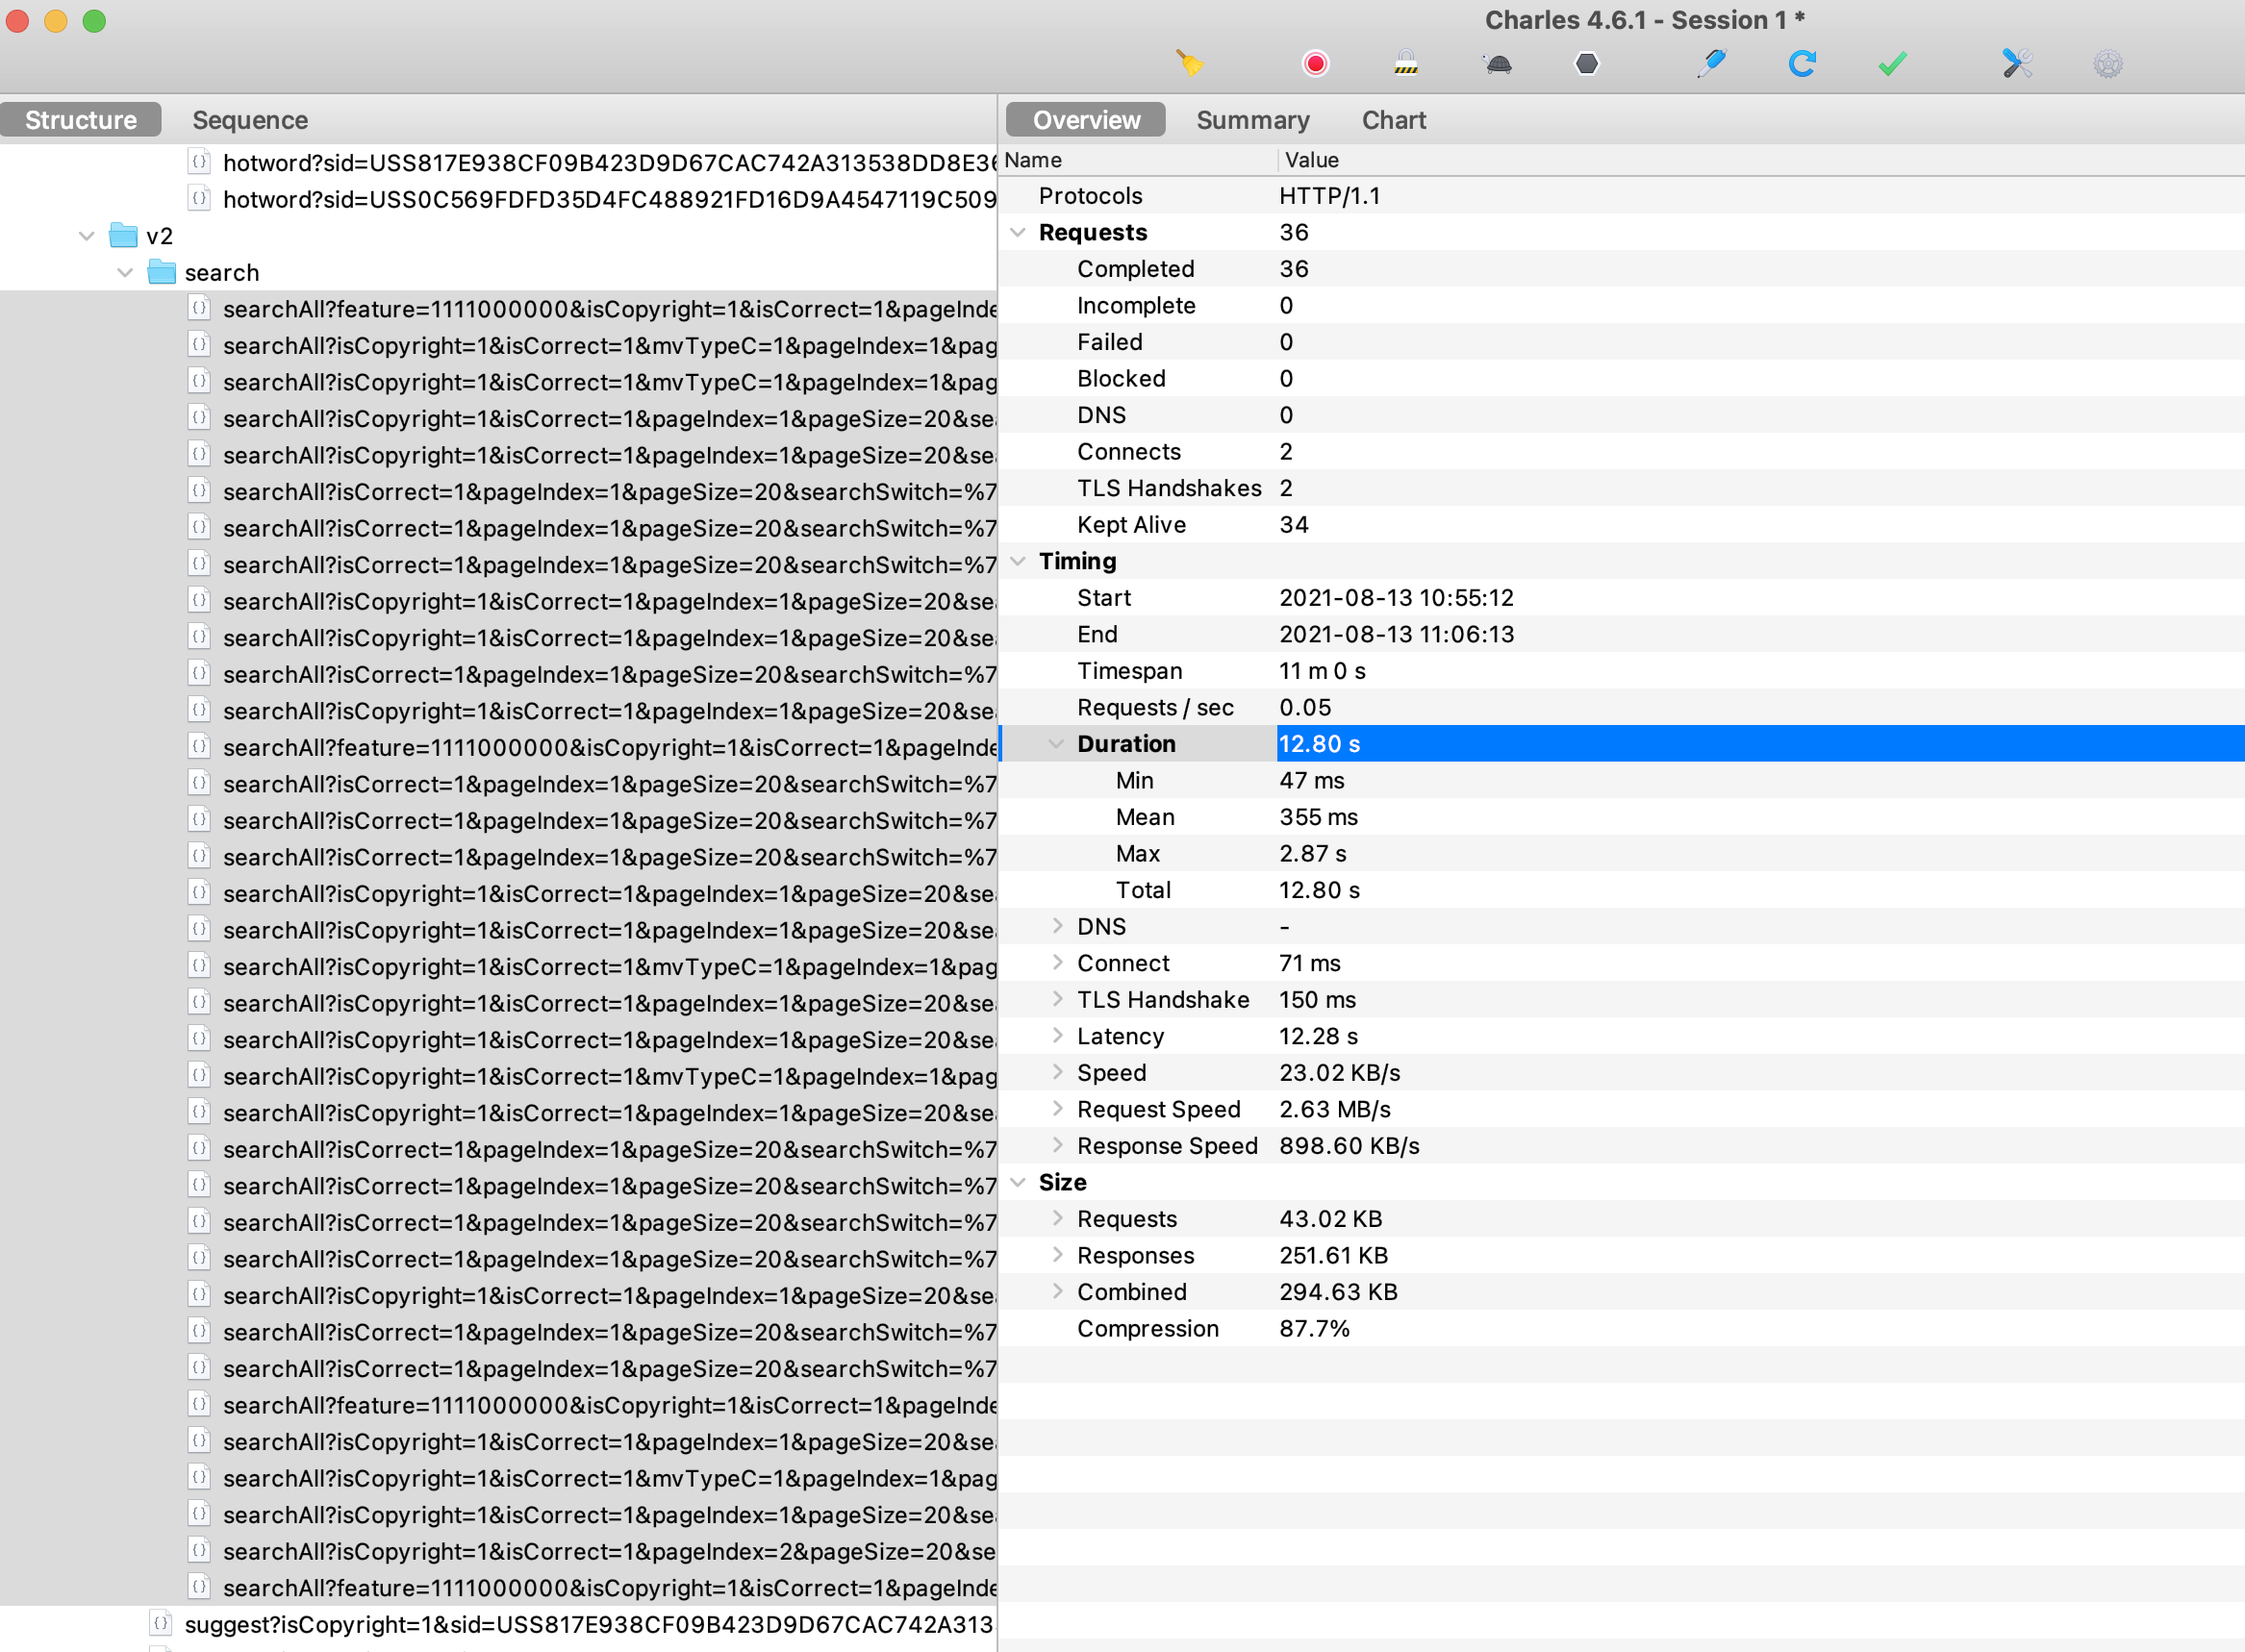 Charles 4.6.1 - Session 1 *
Structure Sequence
Overview Summary Chart
hotword?sid=USS817E938CF09B423D9D67CAC742A313538DD8E36
hotword?sid=USS0C569FDFD35D4FC488921FD16D9A4547119C509
v2
search
searchAll?feature=1111000000&isCopyright=1&isCorrect=1&pageInde
searchAll?isCopyright=1&isCorrect=1&mvTypeC=1&pageIndex=1&pag
searchAll?isCopyright=1&isCorrect=1&mvTypeC=1&pageIndex=1&pag
searchAll?isCopyright=1&isCorrect=1&pageIndex=1&pageSize=20&se
searchAll?isCopyright=1&isCorrect=1&pageIndex=1&pageSize=20&se
searchAll?isCorrect=1&pageIndex=1&pageSize=20&searchSwitch=%7
searchAll?isCorrect=1&pageIndex=1&pageSize=20&searchSwitch=%7
searchAll?isCorrect=1&pageIndex=1&pageSize=20&searchSwitch=%7
searchAll?isCopyright=1&isCorrect=1&pageIndex=1&pageSize=20&se
searchAll?isCopyright=1&isCorrect=1&pageIndex=1&pageSize=20&se
searchAll?isCorrect=1&pageIndex=1&pageSize=20&searchSwitch=%7
searchAll?isCopyright=1&isCorrect=1&pageIndex=1&pageSize=20&se
searchAll?feature=1111000000&isCopyright=1&isCorrect=1&pageInde
searchAll?isCorrect=1&pageIndex=1&pageSize=20&searchSwitch=%7
searchAll?isCorrect=1&pageIndex=1&pageSize=20&searchSwitch=%7
searchAll?isCorrect=1&pageIndex=1&pageSize=20&searchSwitch=%7
searchAll?isCopyright=1&isCorrect=1&pageIndex=1&pageSize=20&se
searchAll?isCopyright=1&isCorrect=1&pageIndex=1&pageSize=20&se
searchAll?isCopyright=1&isCorrect=1&mvTypeC=1&pageIndex=1&pag
searchAll?isCopyright=1&isCorrect=1&pageIndex=1&pageSize=20&se
searchAll?isCopyright=1&isCorrect=1&pageIndex=1&pageSize=20&se
searchAll?isCopyright=1&isCorrect=1&mvTypeC=1&pageIndex=1&pag
searchAll?isCopyright=1&isCorrect=1&pageIndex=1&pageSize=20&se
searchAll?isCorrect=1&pageIndex=1&pageSize=20&searchSwitch=%7
searchAll?isCorrect=1&pageIndex=1&pageSize=20&searchSwitch=%7
searchAll?isCorrect=1&pageIndex=1&pageSize=20&searchSwitch=%7
searchAll?isCorrect=1&pageIndex=1&pageSize=20&searchSwitch=%7
searchAll?isCopyright=1&isCorrect=1&pageIndex=1&pageSize=20&se
searchAll?isCorrect=1&pageIndex=1&pageSize=20&searchSwitch=%7
searchAll?isCorrect=1&pageIndex=1&pageSize=20&searchSwitch=%7
searchAll?feature=1111000000&isCopyright=1&isCorrect=1&pageInde
searchAll?isCopyright=1&isCorrect=1&pageIndex=1&pageSize=20&se
searchAll?isCopyright=1&isCorrect=1&mvTypeC=1&pageIndex=1&pag
searchAll?isCopyright=1&isCorrect=1&pageIndex=1&pageSize=20&se
searchAll?isCopyright=1&isCorrect=1&pageIndex=2&pageSize=20&se
searchAll?feature=1111000000&isCopyright=1&isCorrect=1&pageInde
suggest?isCopyright=1&sid=USS817E938CF09B423D9D67CAC742A313
Name Value
Protocols HTTP/1.1
Requests 36
Completed 36
Incomplete 0
Failed 0
Blocked 0
DNS 0
Connects 2
TLS Handshakes 2
Kept Alive 34
Timing
Start 2021-08-13 10:55:12
End 2021-08-13 11:06:13
Timespan 11 m 0 s
Requests / sec 0.05
Duration 12.80 s
Min 47 ms
Mean 355 ms
Max 2.87 s
Total 12.80 s
DNS -
Connect 71 ms
TLS Handshake 150 ms
Latency 12.28 s
Speed 23.02 KB/s
Request Speed 2.63 MB/s
Response Speed 898.60 KB/s
Size
Requests 43.02 KB
Responses 251.61 KB
Combined 294.63 KB
Compression 87.7%